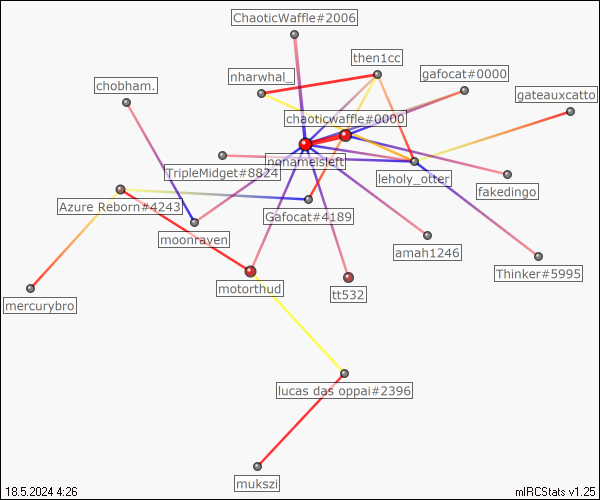 ChaoticWaffle#2006
then1cc
nharwhal_
gafocat#0000
chobham.
gateauxcatto
chaoticwaffle#0000
nonameisleft
TripleMidget#8824
leholy_otter
fakedingo
Azure Reborn#4243
Gafocat#4189
moonraven
amah1246
Thinker#5995
motorthud
tt532
mercurybro
lucas das oppai#2396
mukszi
18.5.2024 4:26
mIRCStats v1.25